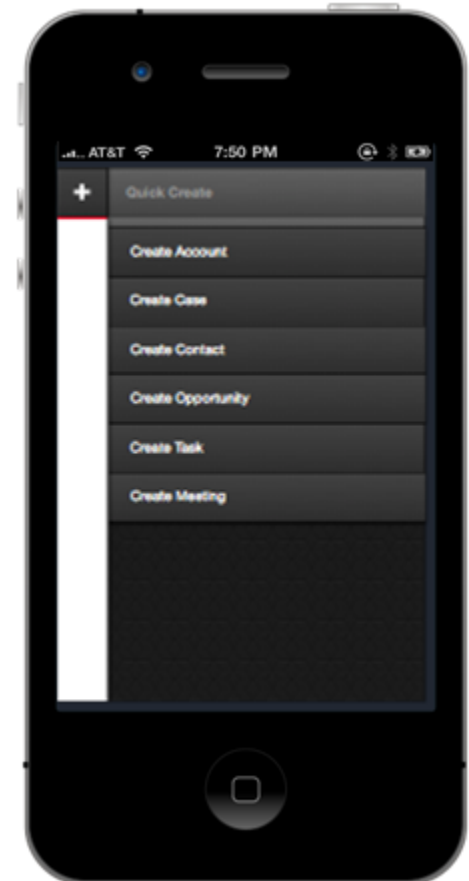 AT&T 7:50 PM
+ Quick Create
Create Account
Create Case
Create Contact
Create Opportunity
Create Task
Create Meeting